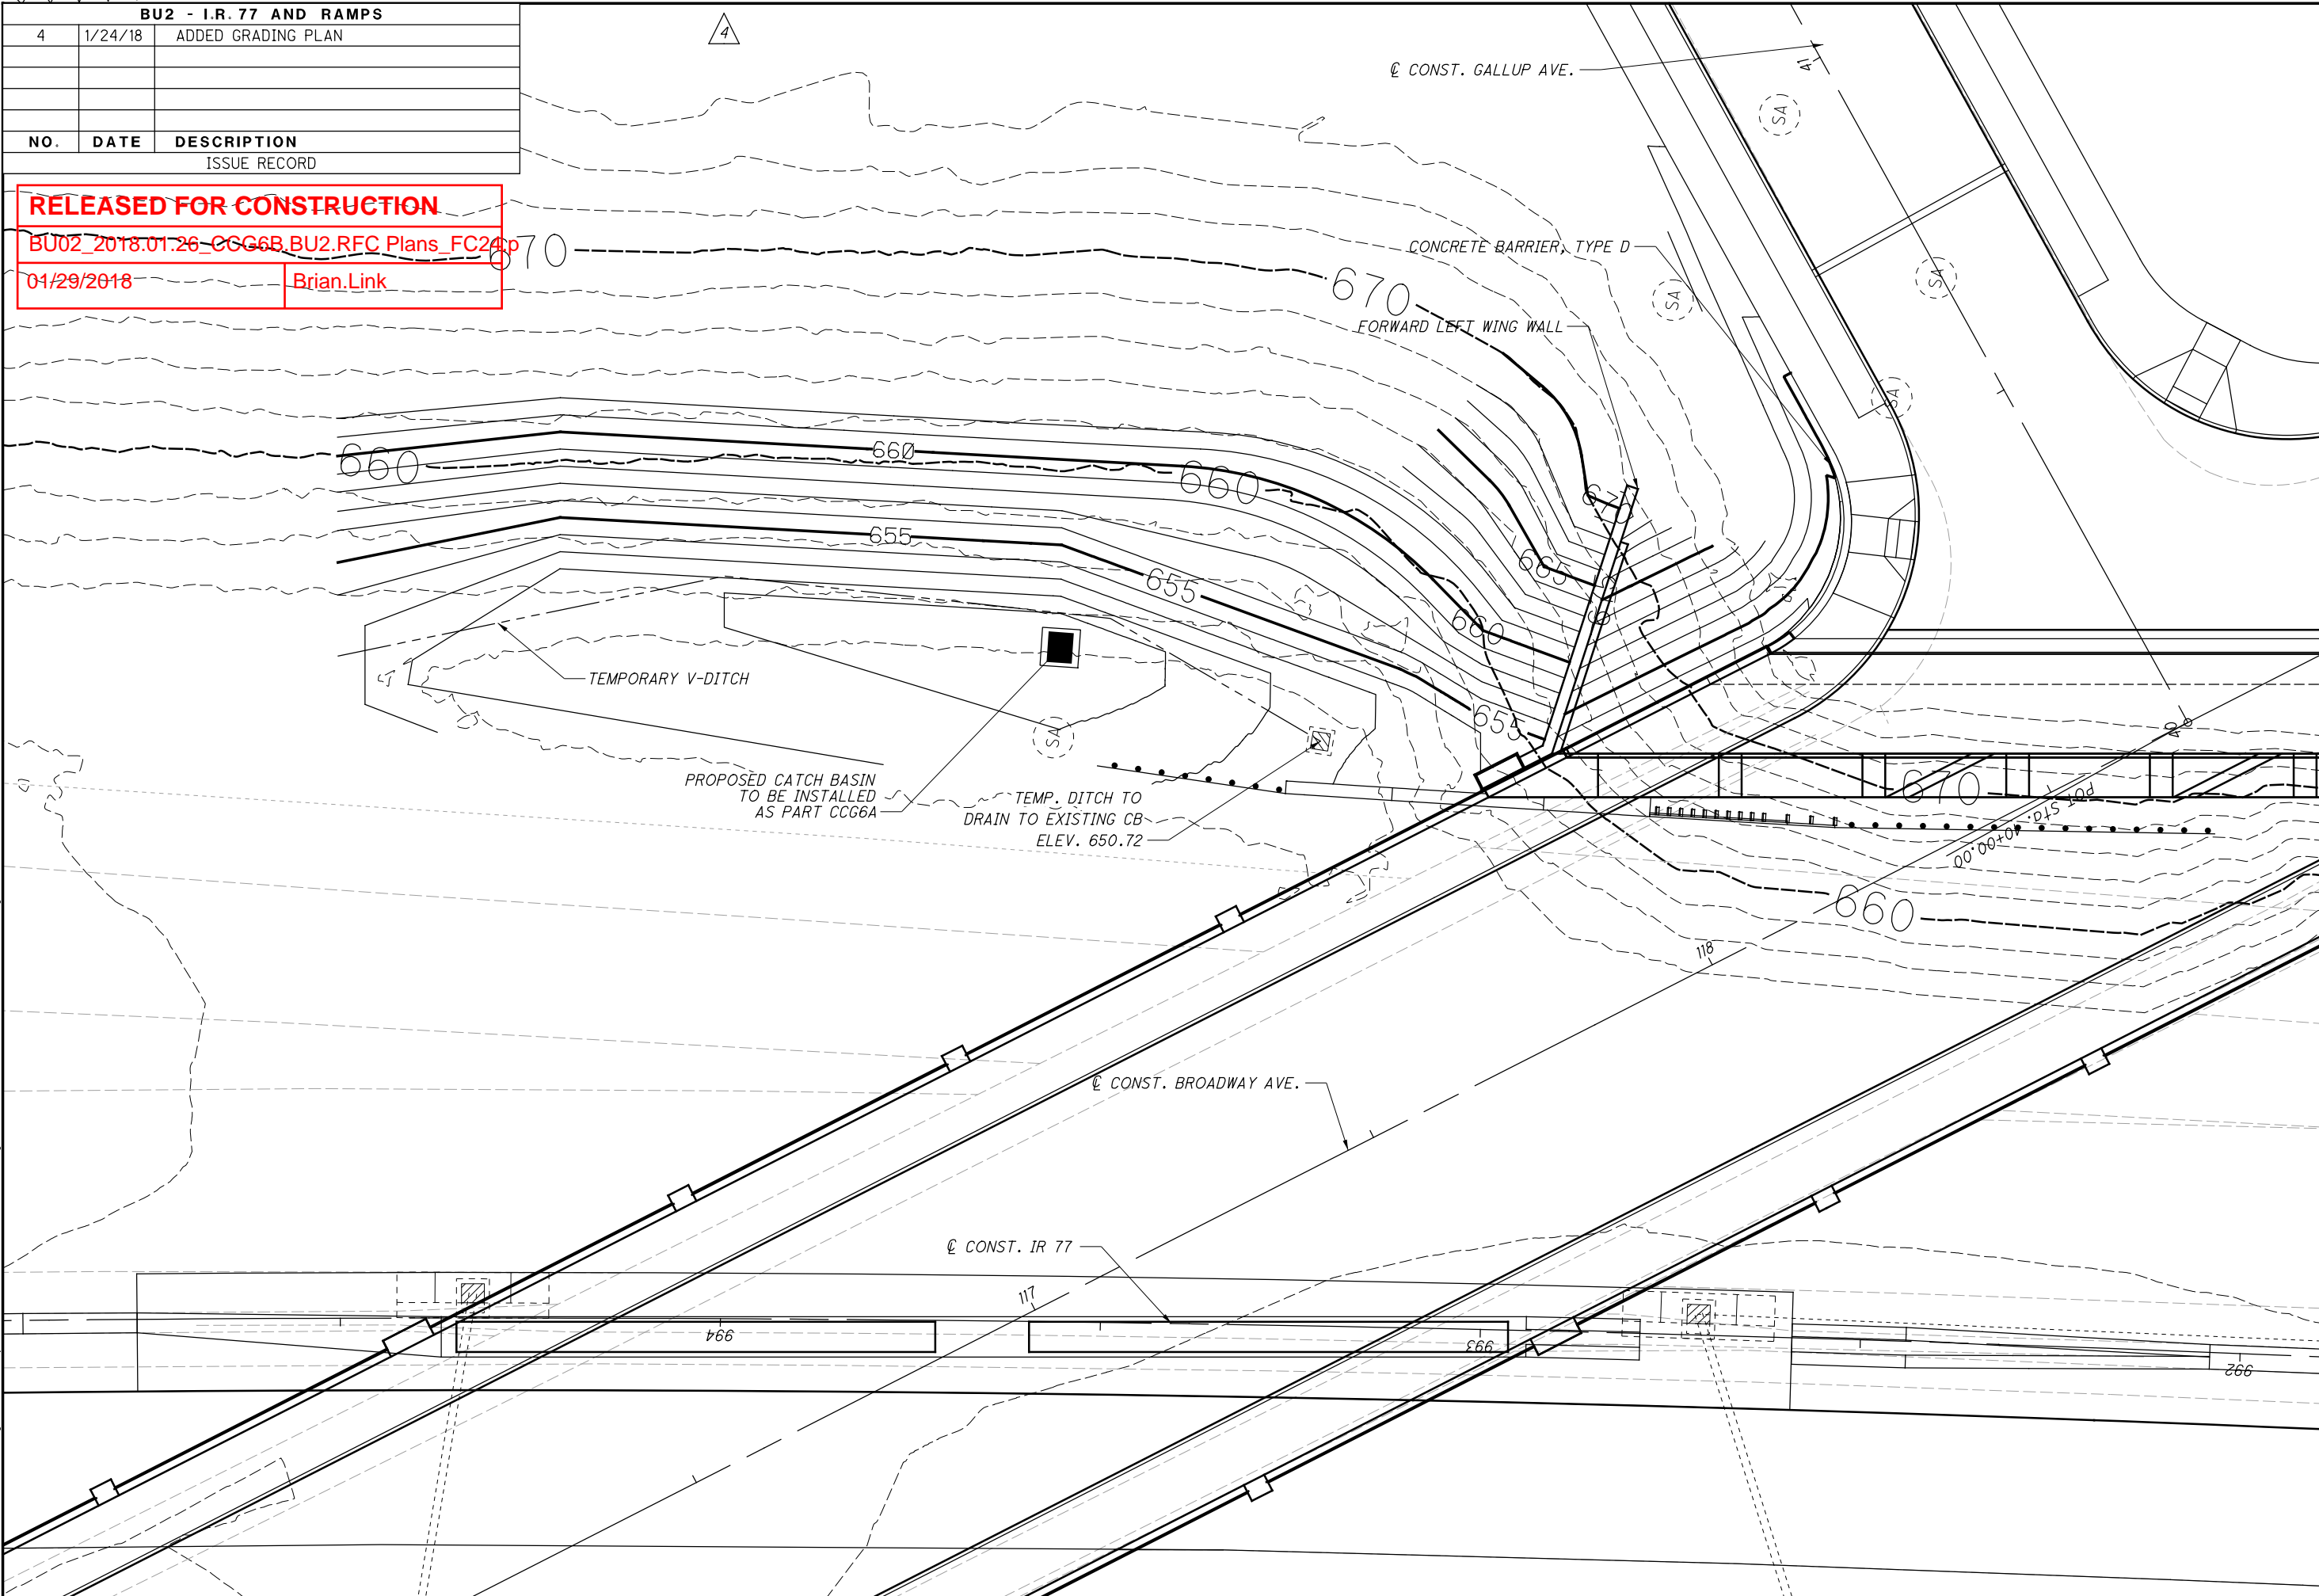 BU2 - I.R. 77 AND RAMPS
4 1/24/18 ADDED GRADING PLAN
NO. DATE DESCRIPTION
ISSUE RECORD
4
RELEASED FOR CONSTRUCTION
BU02_2018.01.26_CCG6B.BU2.RFC Plans_FC24.p
01/29/2018 Brian.Link
℄ CONST. GALLUP AVE.
41
SA
CONCRETE BARRIER, TYPE D
SA
SA
670
670
FORWARD LEFT WING WALL
SA
660
660
660
670
655
665
655
660
TEMPORARY V-DITCH
655
SA
40
POT Sta. 40+00.00
PROPOSED CATCH BASIN
TO BE INSTALLED
AS PART CCG6A
TEMP. DITCH TO
DRAIN TO EXISTING CB
ELEV. 650.72
670
660
118
℄ CONST. BROADWAY AVE.
℄ CONST. IR 77
117
994
993
992